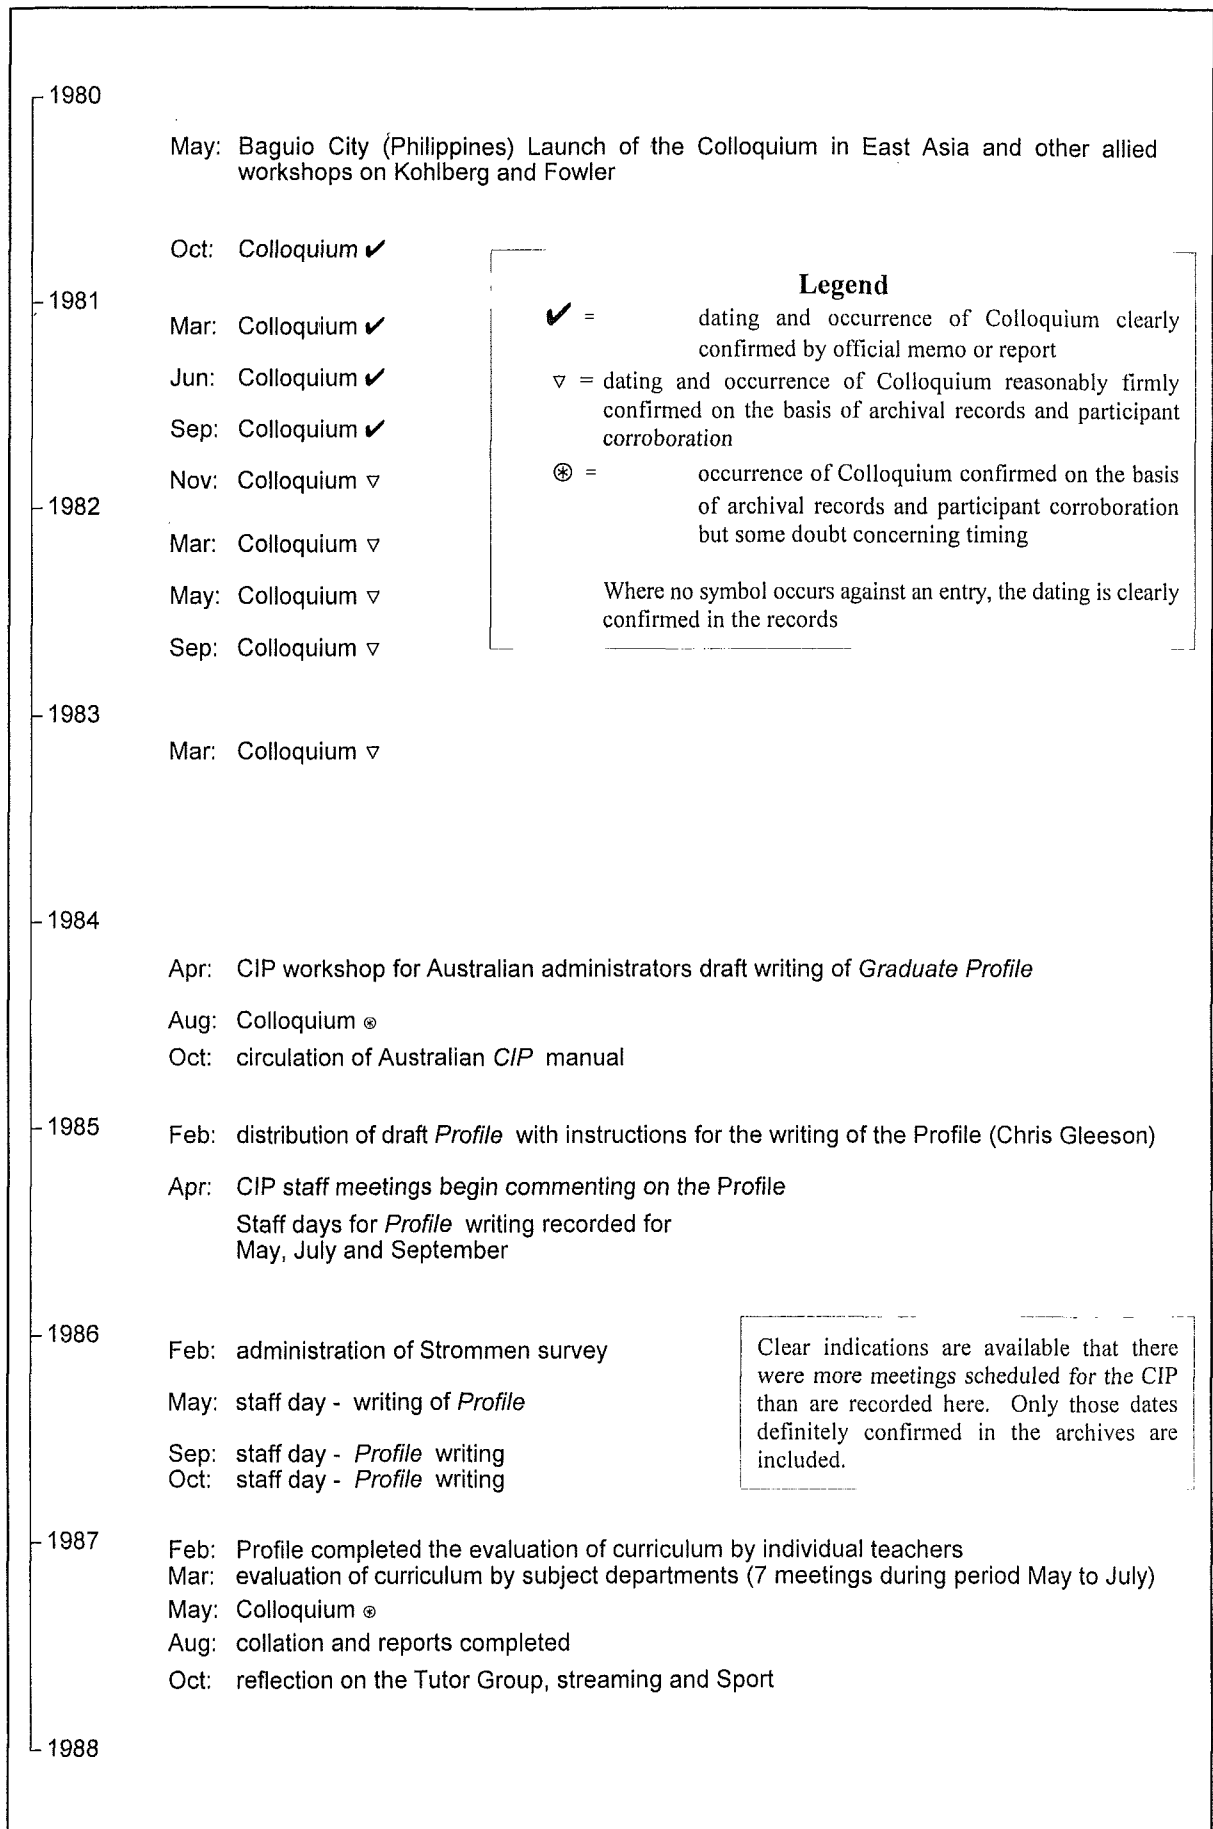 1980
May: Baguio City (Philippines) Launch of the Colloquium in East Asia and other allied
workshops on Kohlberg and Fowler
Oct: Colloquium ✔
1981
Mar: Colloquium ✔
Jun: Colloquium ✔
Sep: Colloquium ✔
Nov: Colloquium ▽
1982
Mar: Colloquium ▽
May: Colloquium ▽
Sep: Colloquium ▽
Legend
✔ = dating and occurrence of Colloquium clearly
confirmed by official memo or report
▽ = dating and occurrence of Colloquium reasonably firmly
confirmed on the basis of archival records and participant
corroboration
⊛ = occurrence of Colloquium confirmed on the basis
of archival records and participant corroboration
but some doubt concerning timing
Where no symbol occurs against an entry, the dating is clearly
confirmed in the records
1983
Mar: Colloquium ▽
1984
Apr: CIP workshop for Australian administrators draft writing of Graduate Profile
Aug: Colloquium ⊛
Oct: circulation of Australian CIP manual
1985
Feb: distribution of draft Profile with instructions for the writing of the Profile (Chris Gleeson)
Apr: CIP staff meetings begin commenting on the Profile
Staff days for Profile writing recorded for
May, July and September
1986
Feb: administration of Strommen survey
May: staff day - writing of Profile
Sep: staff day - Profile writing
Oct: staff day - Profile writing
Clear indications are available that there
were more meetings scheduled for the CIP
than are recorded here. Only those dates
definitely confirmed in the archives are
included.
1987
Feb: Profile completed the evaluation of curriculum by individual teachers
Mar: evaluation of curriculum by subject departments (7 meetings during period May to July)
May: Colloquium ⊛
Aug: collation and reports completed
Oct: reflection on the Tutor Group, streaming and Sport
1988